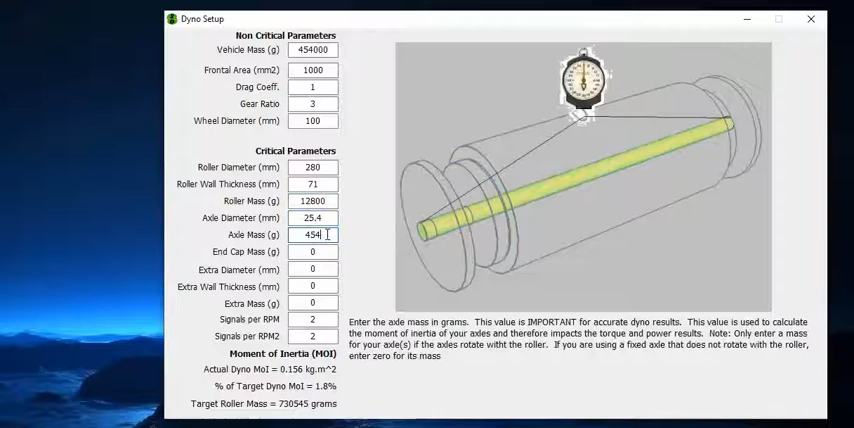 Dyno Setup
Non Critical Parameters
Vehicle Mass (g) 454000
Frontal Area (mm2) 1000
Drag Coeff. 1
Gear Ratio 3
Wheel Diameter (mm) 100
Critical Parameters
Roller Diameter (mm) 280
Roller Wall Thickness (mm) 71
Roller Mass (g) 12800
Axle Diameter (mm) 25.4
Axle Mass (g) 454
End Cap Mass (g) 0
Extra Diameter (mm) 0
Extra Wall Thickness (mm) 0
Extra Mass (g) 0
Signals per RPM 2
Signals per RPM2 2
Moment of Inertia (MOI)
Actual Dyno MoI = 0.156 kg.m^2
% of Target Dyno MoI = 1.8%
Target Roller Mass = 730545 grams
Enter the axle mass in grams. This value is IMPORTANT for accurate dyno results. This value is used to calculate
the moment of inertia of your axles and therefore impacts the torque and power results. Note: Only enter a mass
for your axle(s) if the axles rotate witht the roller. If you are using a fixed axle that does not rotate with the roller,
enter zero for its mass